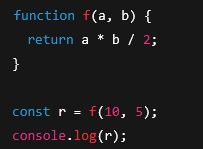 function f(a, b) {
  return a * b / 2;
}

const r = f(10, 5);
console.log(r);